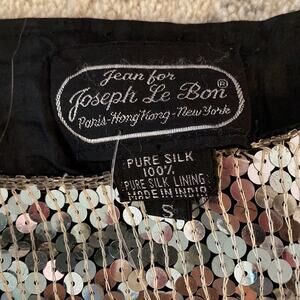 Jean for
Joseph Le Bon®
Paris-Hong Kong-New York
PURE SILK
100%
PURE SILK LINING
MADE IN INDIA
S